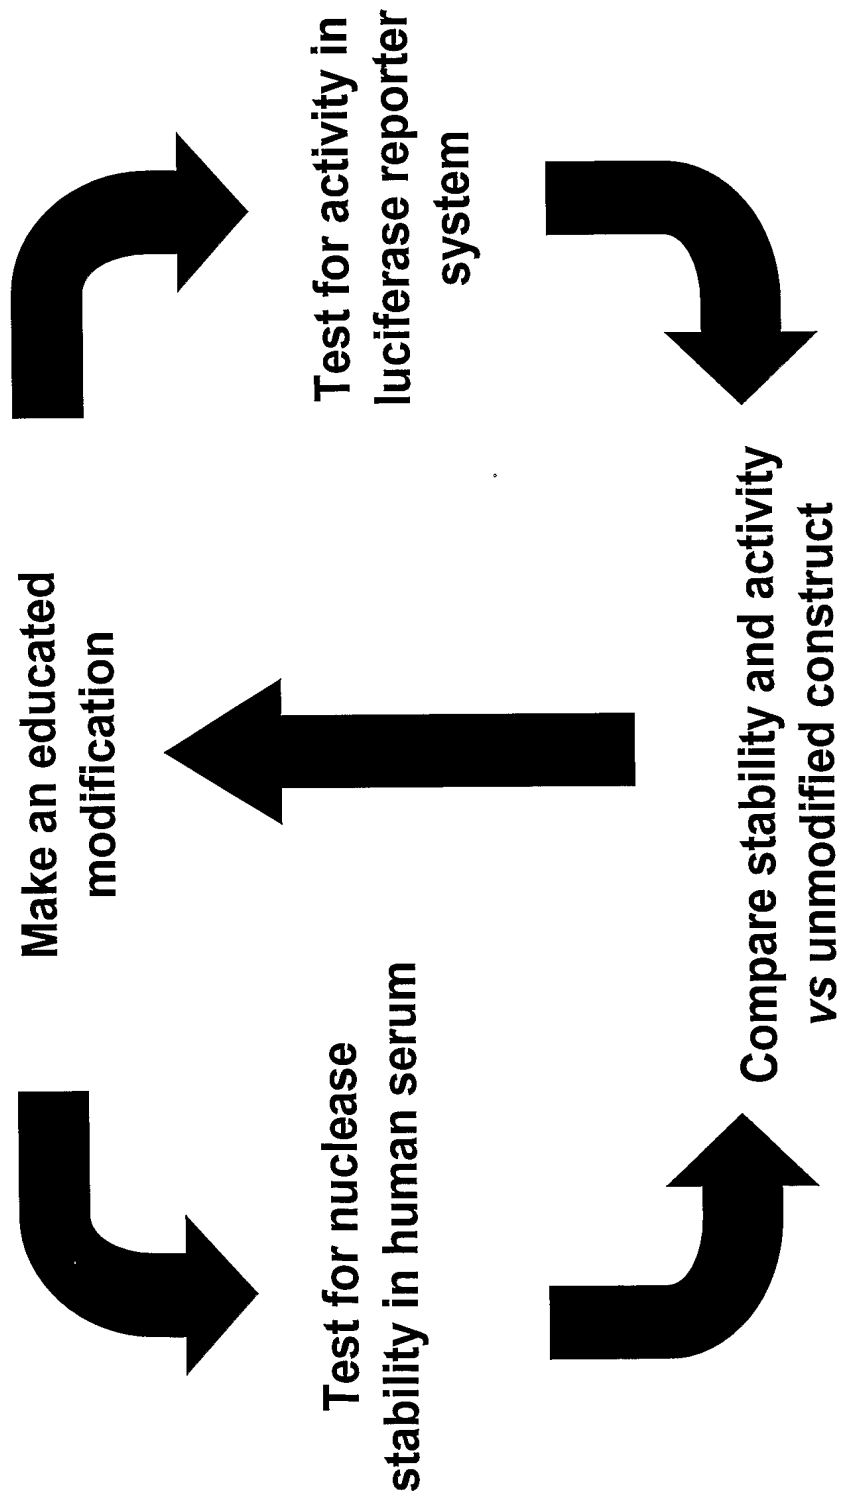 Make an educated
modification
Test for nuclease
stability in human serum
Test for activity in
luciferase reporter
system
Compare stability and activity
vs unmodified construct